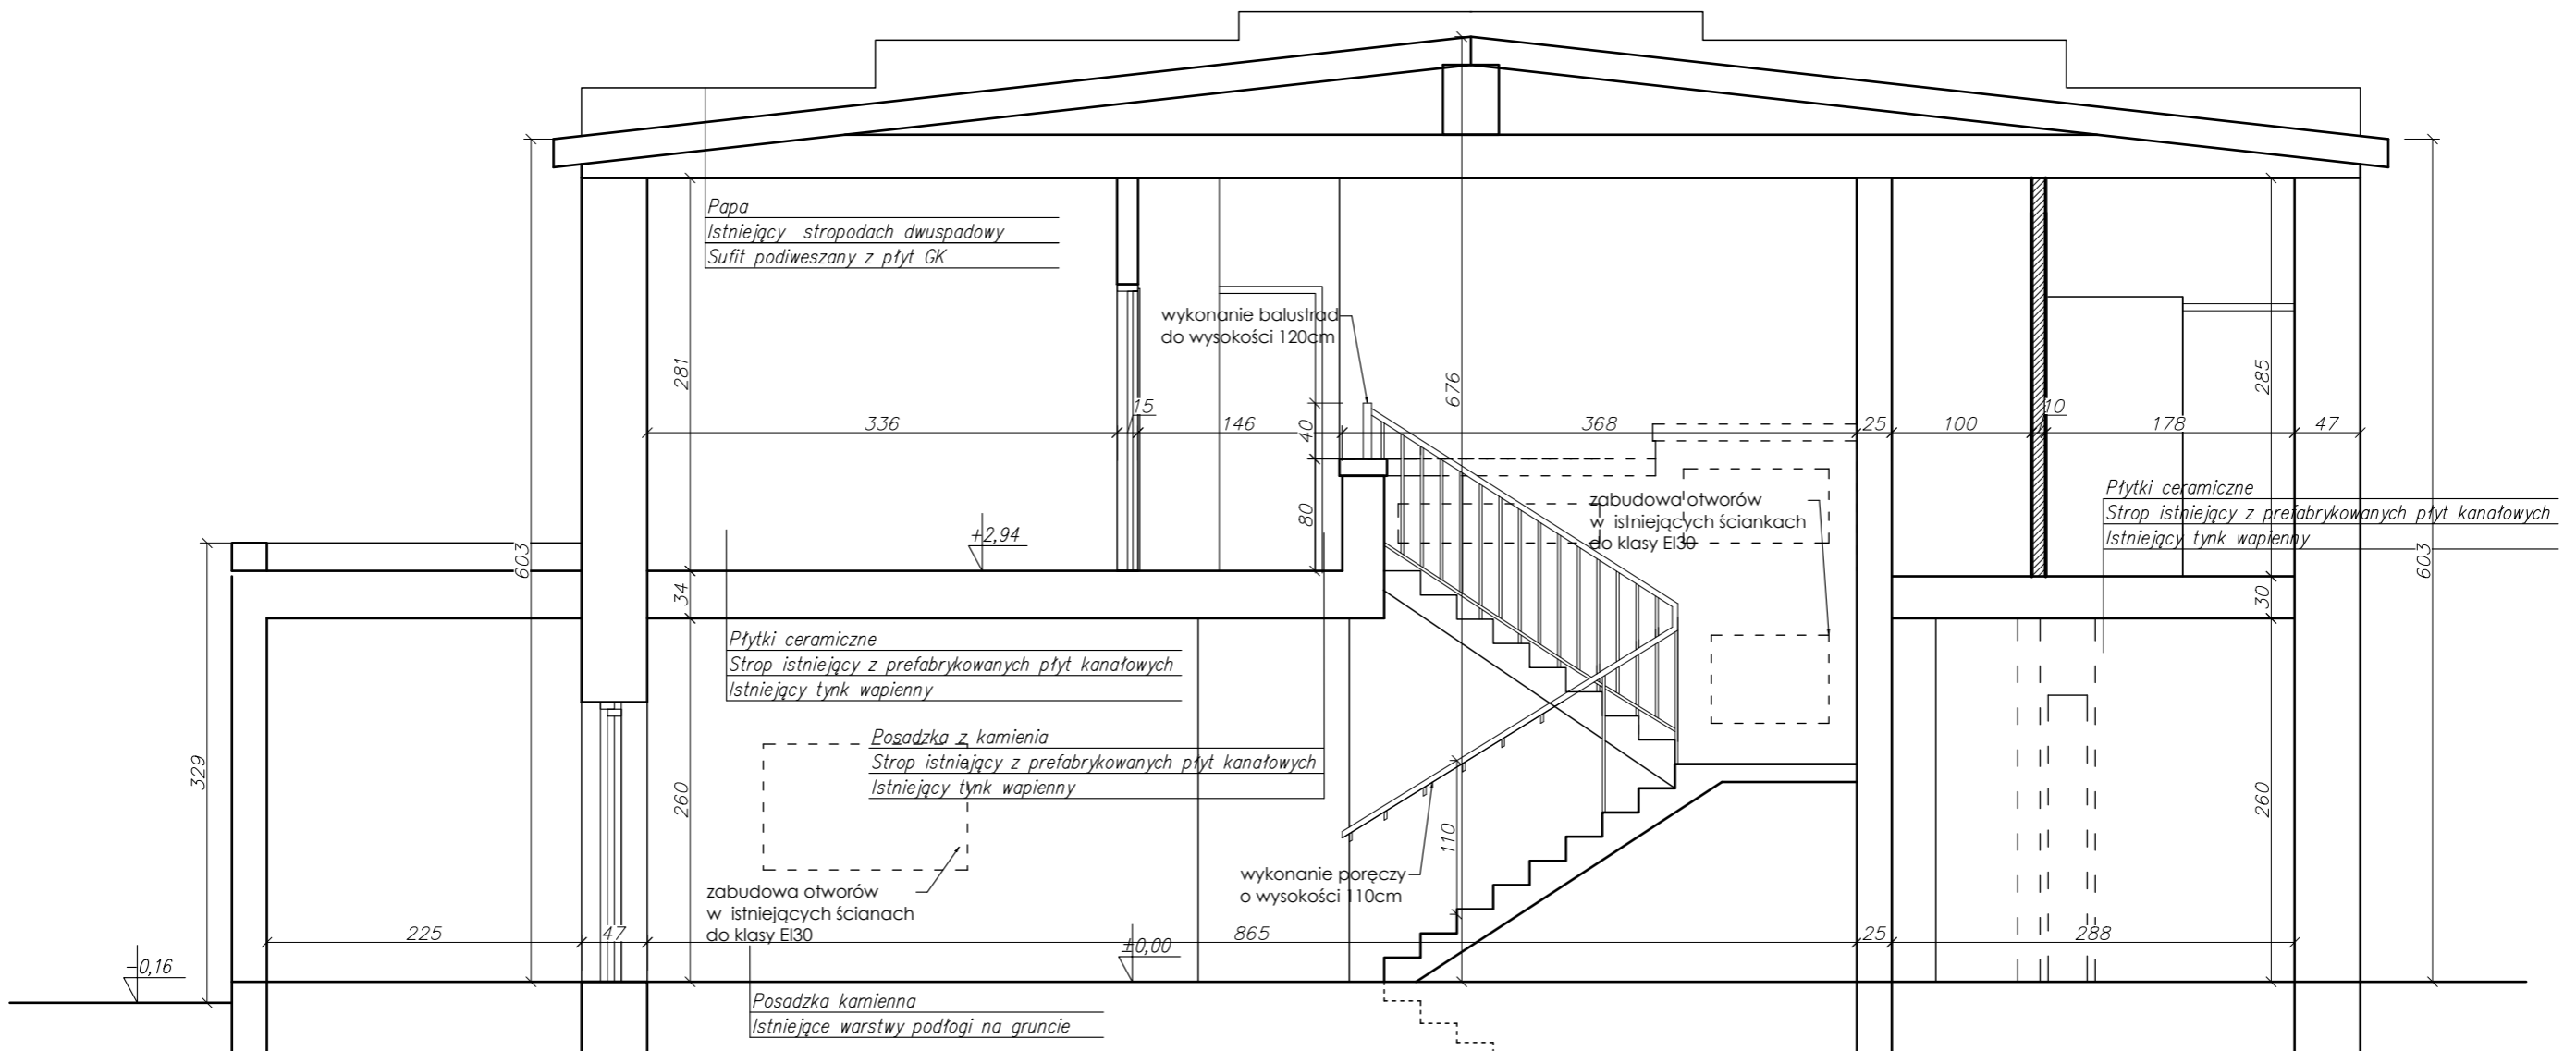 Papa
Istniejący stropodach dwuspadowy
Sufit podiweszany z płyt GK
wykonanie balustrad
do wysokości 120cm
281
676
285
336
15
146
40
368
25
100
10
178
47
zabudowa otworów
w istniejących ściankach
do klasy EI30
Płytki ceramiczne
Strop istniejący z prefabrykowanych płyt kanałowych
Istniejący tynk wapienny
80
+2,94
603
603
34
30
Płytki ceramiczne
Strop istniejący z prefabrykowanych płyt kanałowych
Istniejący tynk wapienny
Posadzka z kamienia
Strop istniejący z prefabrykowanych płyt kanałowych
Istniejący tynk wapienny
329
260
110
260
wykonanie poręczy
o wysokości 110cm
zabudowa otworów
w istniejących ścianach
do klasy EI30
225
47
865
25
288
±0,00
-0,16
Posadzka kamienna
Istniejące warstwy podłogi na gruncie